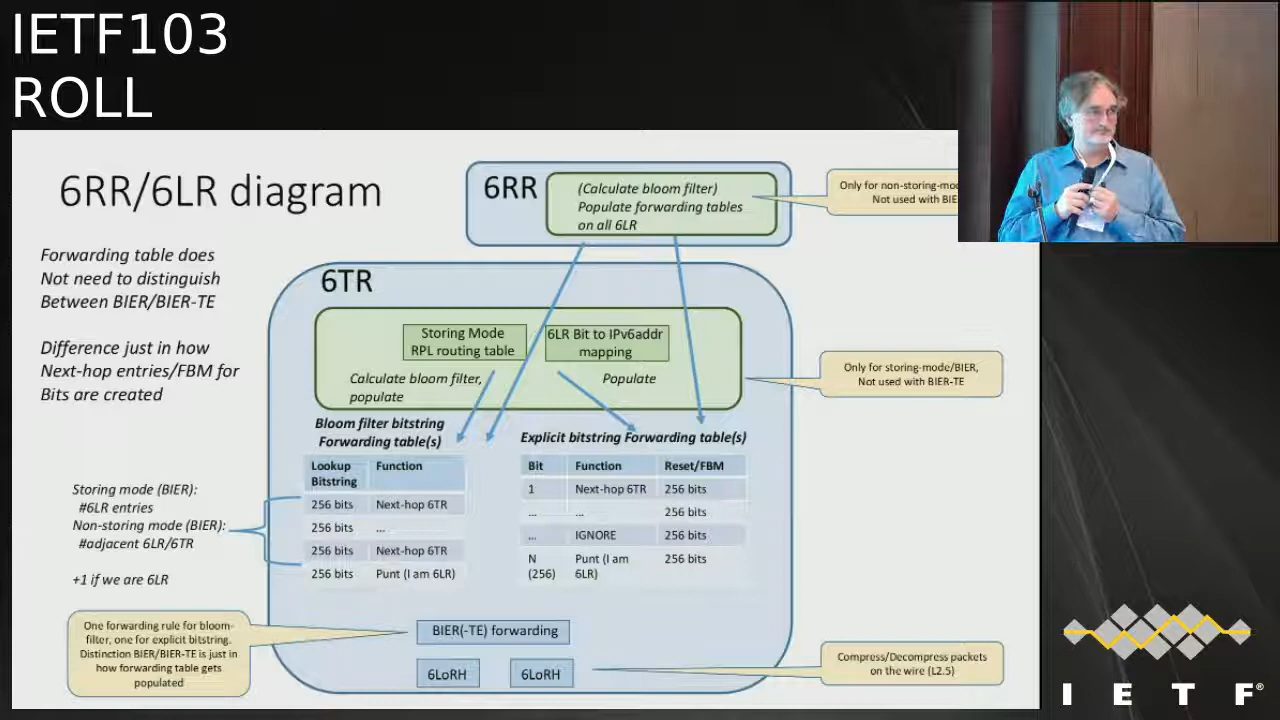 IETF103
ROLL
6RR/6LR diagram
6RR
(Calculate bloom filter)
Populate forwarding tables
on all 6LR
Only for non-storing-mo
Not used with BIE
Forwarding table does
Not need to distinguish
Between BIER/BIER-TE
Difference just in how
Next-hop entries/FBM for
Bits are created
6TR
Storing Mode
RPL routing table
6LR Bit to IPv6addr
mapping
Calculate bloom filter,
populate
Populate
Only for storing-mode/BIER,
Not used with BIER-TE
Bloom filter bitstring
Forwarding table(s)
Explicit bitstring Forwarding table(s)
Lookup Bitstring Function
256 bits Next-hop 6TR
256 bits ...
256 bits Next-hop 6TR
256 bits Punt (I am 6LR)
Bit Function Reset/FBM
1 Next-hop 6TR 256 bits
... ... 256 bits
... IGNORE 256 bits
N (256) Punt (I am 6LR) 256 bits
Storing mode (BIER):
#6LR entries
Non-storing mode (BIER):
#adjacent 6LR/6TR
+1 if we are 6LR
One forwarding rule for bloom-
filter, one for explicit bitstring.
Distinction BIER/BIER-TE is just in
how forwarding table gets
populated
BIER(-TE) forwarding
6LoRH 6LoRH
Compress/Decompress packets
on the wire (L2.5)
I E T F®